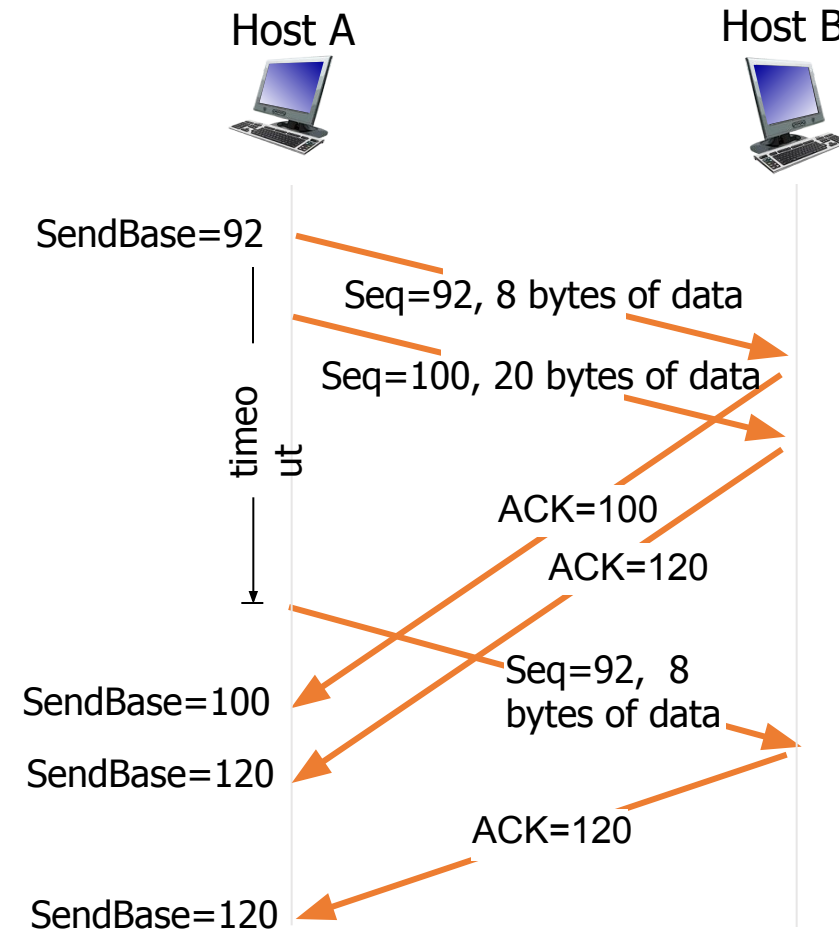 Host A
Host B
SendBase=92
Seq=92, 8 bytes of data
Seq=100, 20 bytes of data
timeo
ut
ACK=100
ACK=120
Seq=92, 8
bytes of data
SendBase=100
SendBase=120
ACK=120
SendBase=120